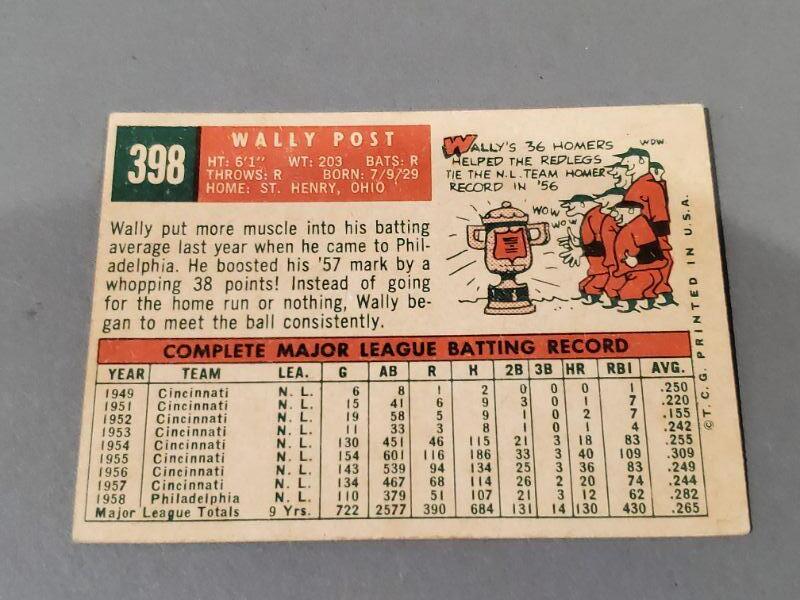 398
WALLY POST
HT: 6'1" WT: 203 BATS: R
THROWS: R BORN: 7/9/29
HOME: ST. HENRY, OHIO
WALLY'S 36 HOMERS
HELPED THE REDLEGS
TIE THE N.L. TEAM HOMER
RECORD IN '56
WOW
WOW
WOW
Wally put more muscle into his batting
average last year when he came to Phil-
adelphia. He boosted his '57 mark by a
whopping 38 points! Instead of going
for the home run or nothing, Wally be-
gan to meet the ball consistently.
COMPLETE MAJOR LEAGUE BATTING RECORD
YEAR TEAM LEA. G AB R H 2B 3B HR RBI AVG.
1949 Cincinnati N. L. 6 8 1 2 0 0 0 1 .250
1951 Cincinnati N. L. 15 41 6 9 3 0 1 7 .220
1952 Cincinnati N. L. 19 58 5 9 1 0 2 7 .155
1953 Cincinnati N. L. 11 33 3 8 1 0 1 4 .242
1954 Cincinnati N. L. 130 451 46 115 21 3 18 83 .255
1955 Cincinnati N. L. 154 601 116 186 33 3 40 109 .309
1956 Cincinnati N. L. 143 539 94 134 25 3 36 83 .249
1957 Cincinnati N. L. 134 467 68 114 26 2 20 74 .244
1958 Philadelphia N. L. 110 379 51 107 21 3 12 62 .282
Major League Totals 9 Yrs. 722 2577 390 684 131 14 130 430 .265
© T. C. G. PRINTED IN U.S.A.